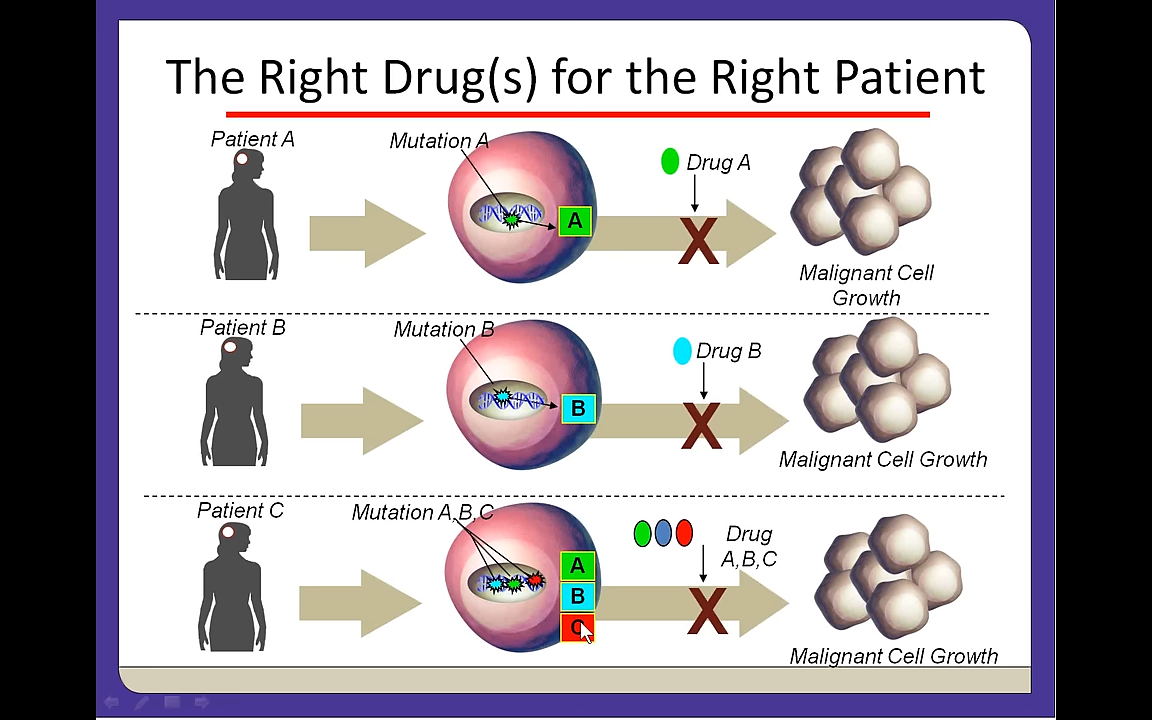 The Right Drug(s) for the Right Patient
Patient A
Mutation A
A
Drug A
X
Malignant Cell
Growth
Patient B
Mutation B
B
Drug B
X
Malignant Cell Growth
Patient C
Mutation A,B,C
A
B
C
Drug
A,B,C
X
Malignant Cell Growth